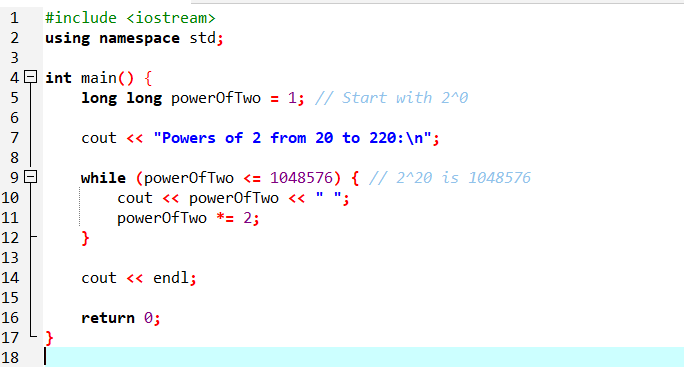 1 #include <iostream>
2 using namespace std;
3
4 int main() {
5 long long powerOfTwo = 1; // Start with 2^0
6
7 cout << "Powers of 2 from 20 to 220:\n";
8
9 while (powerOfTwo <= 1048576) { // 2^20 is 1048576
10 cout << powerOfTwo << " ";
11 powerOfTwo *= 2;
12 }
13
14 cout << endl;
15
16 return 0;
17 }
18